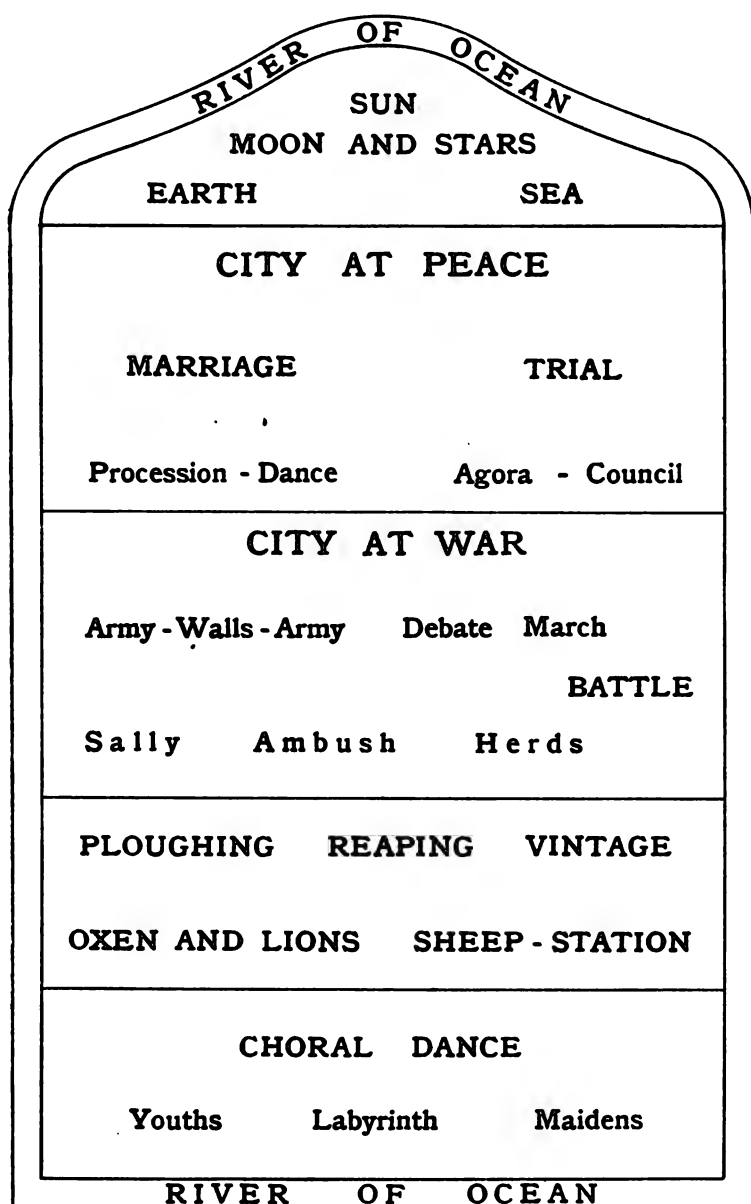 RIVER OF OCEAN
SUN
MOON AND STARS
EARTH SEA
CITY AT PEACE
MARRIAGE TRIAL
Procession - Dance Agora - Council
CITY AT WAR
Army - Walls - Army Debate March
BATTLE
Sally Ambush Herds
PLOUGHING REAPING VINTAGE
OXEN AND LIONS SHEEP - STATION
CHORAL DANCE
Youths Labyrinth Maidens
RIVER OF OCEAN